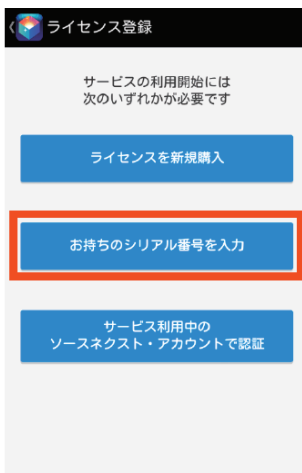 ライセンス登録
サービスの利用開始には
次のいずれかが必要です
ライセンスを新規購入
お持ちのシリアル番号を入力
サービス利用中の
ソースネクスト・アカウントで認証